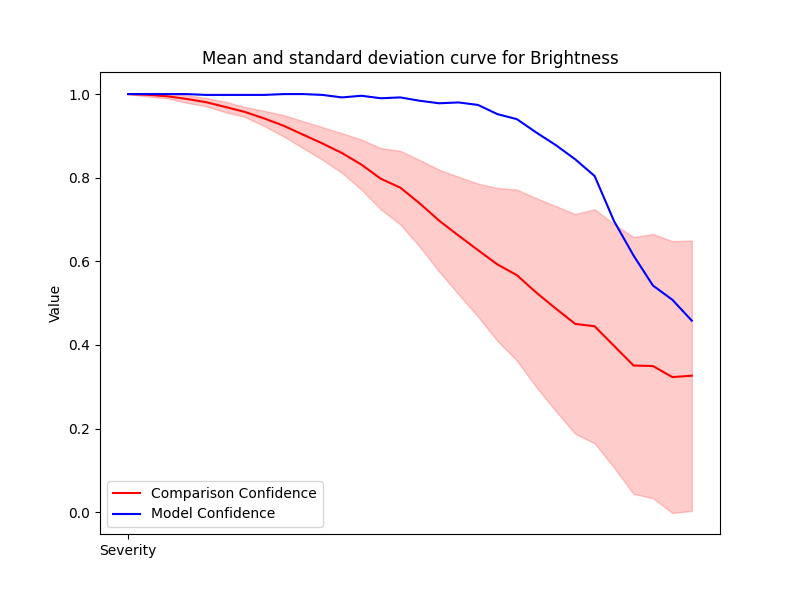 Mean and standard deviation curve for Brightness
1.0
0.8
0.6
0.4
0.2
0.0
Value
Comparison Confidence
Model Confidence
Severity